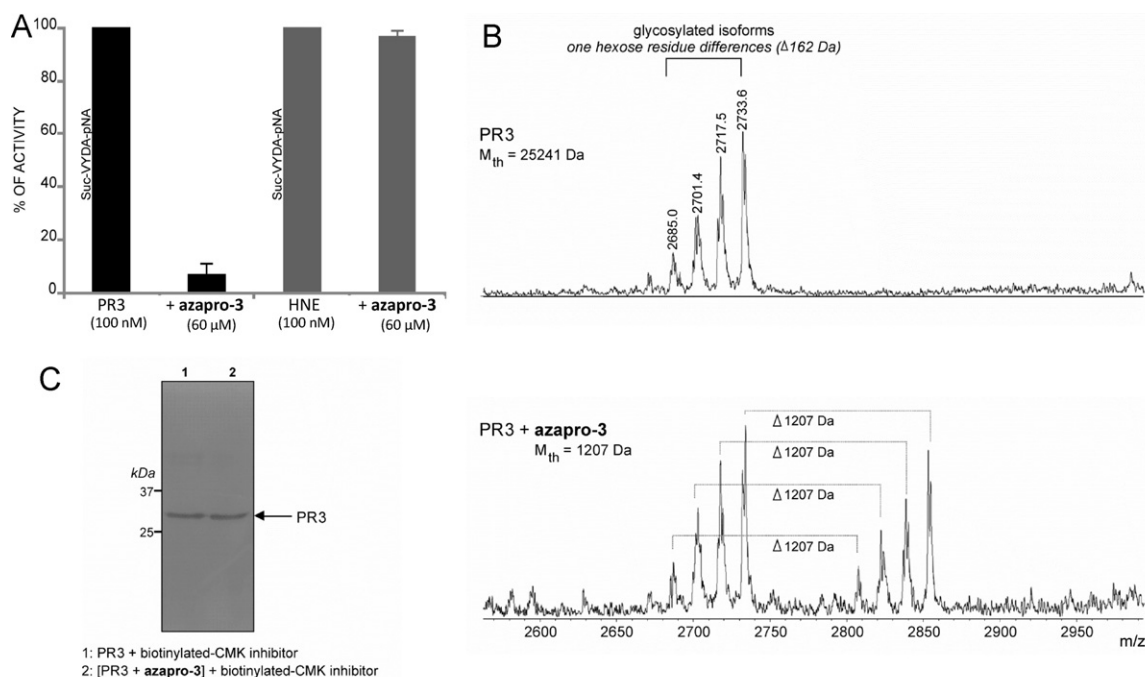 A
% OF ACTIVITY
100
80
60
40
20
0
Suc-VYDA-pNA
Suc-VYDA-pNA
PR3
(100 nM)
+ azapro-3
(60 µM)
HNE
(100 nM)
+ azapro-3
(60 µM)
B
glycosylated isoforms
one hexose residue differences (Δ162 Da)
PR3
Mth = 25241 Da
2685.0
2701.4
2717.5
2733.6
PR3 + azapro-3
Mth = 1207 Da
Δ 1207 Da
Δ 1207 Da
Δ 1207 Da
Δ 1207 Da
2600
2650
2700
2750
2800
2850
2900
2950
m/z
C
1 2
kDa
37
25
PR3
1: PR3 + biotinylated-CMK inhibitor
2: [PR3 + azapro-3] + biotinylated-CMK inhibitor